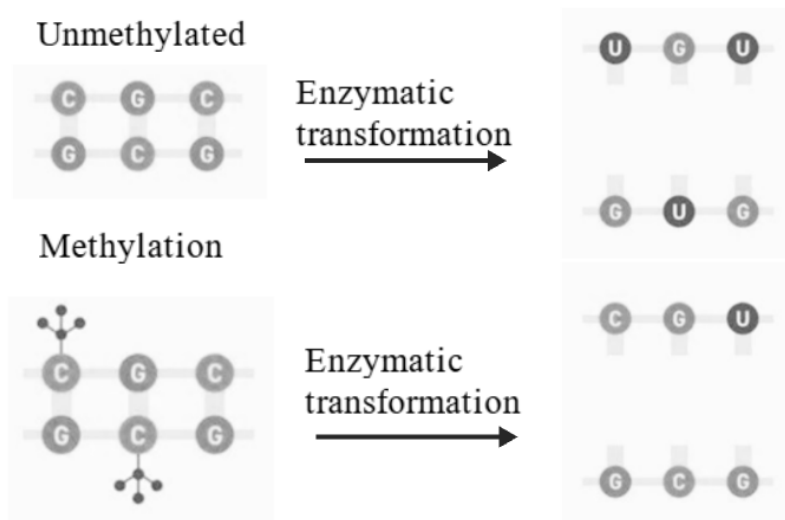 Unmethylated
C G C
G C G
Enzymatic
transformation
U G U
G U G
Methylation
C G C
G C G
Enzymatic
transformation
C G U
G C G